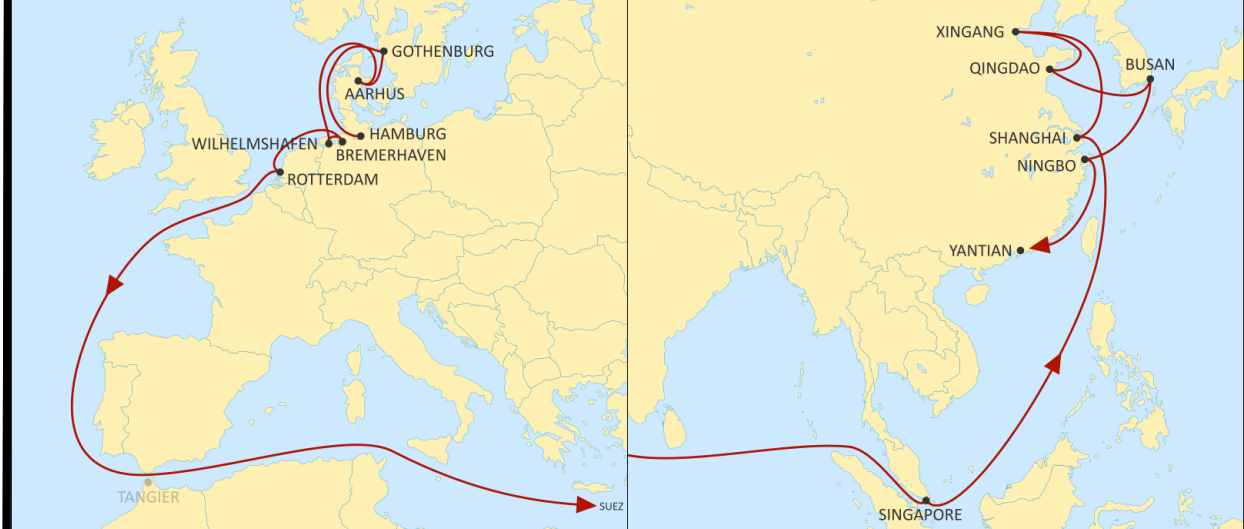 GOTHENBURG
AARHUS
HAMBURG
WILHELMSHAFEN
BREMERHAVEN
ROTTERDAM
TANGIER
SUEZ
XINGANG
QINGDAO
BUSAN
SHANGHAI
NINGBO
YANTIAN
SINGAPORE